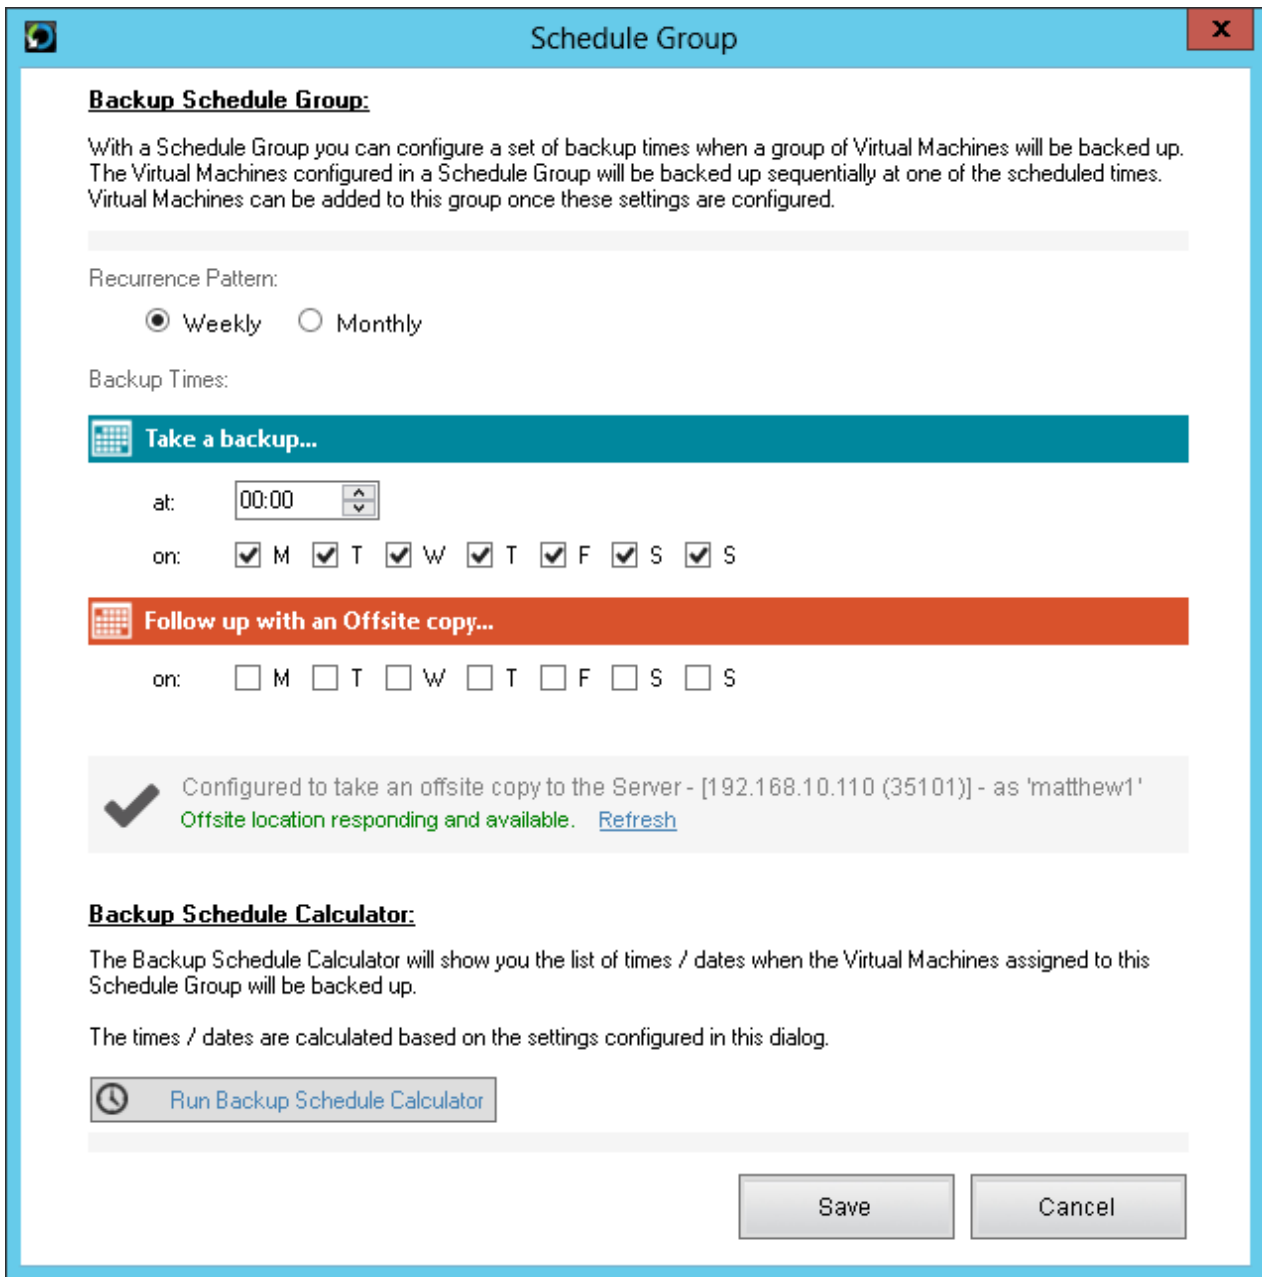 Schedule Group
x
Backup Schedule Group:
With a Schedule Group you can configure a set of backup times when a group of Virtual Machines will be backed up.
The Virtual Machines configured in a Schedule Group will be backed up sequentially at one of the scheduled times.
Virtual Machines can be added to this group once these settings are configured.
Recurrence Pattern:
Weekly Monthly
Backup Times:
Take a backup...
at: 00:00
on: M T W T F S S
Follow up with an Offsite copy...
on: M T W T F S S
Configured to take an offsite copy to the Server - [192.168.10.110 (35101)] - as 'matthew1'
Offsite location responding and available. Refresh
Backup Schedule Calculator:
The Backup Schedule Calculator will show you the list of times / dates when the Virtual Machines assigned to this
Schedule Group will be backed up.
The times / dates are calculated based on the settings configured in this dialog.
Run Backup Schedule Calculator
Save Cancel